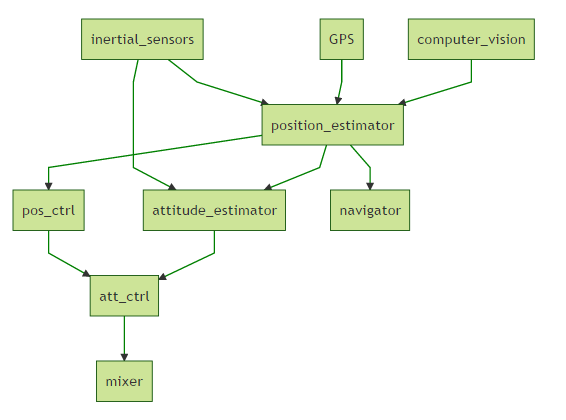 inertial_sensors
GPS
computer_vision
position_estimator
pos_ctrl
attitude_estimator
navigator
att_ctrl
mixer